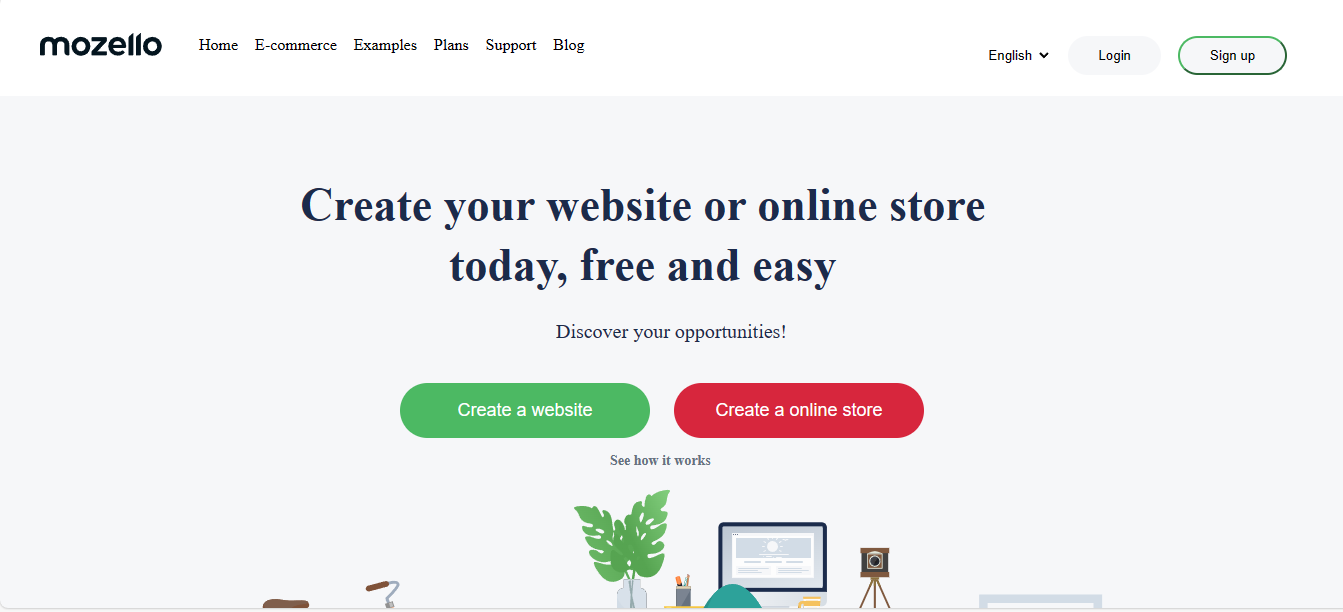 mozello
Home E-commerce Examples Plans Support Blog
English Login Sign up
Create your website or online store
today, free and easy
Discover your opportunities!
Create a website Create a online store
See how it works